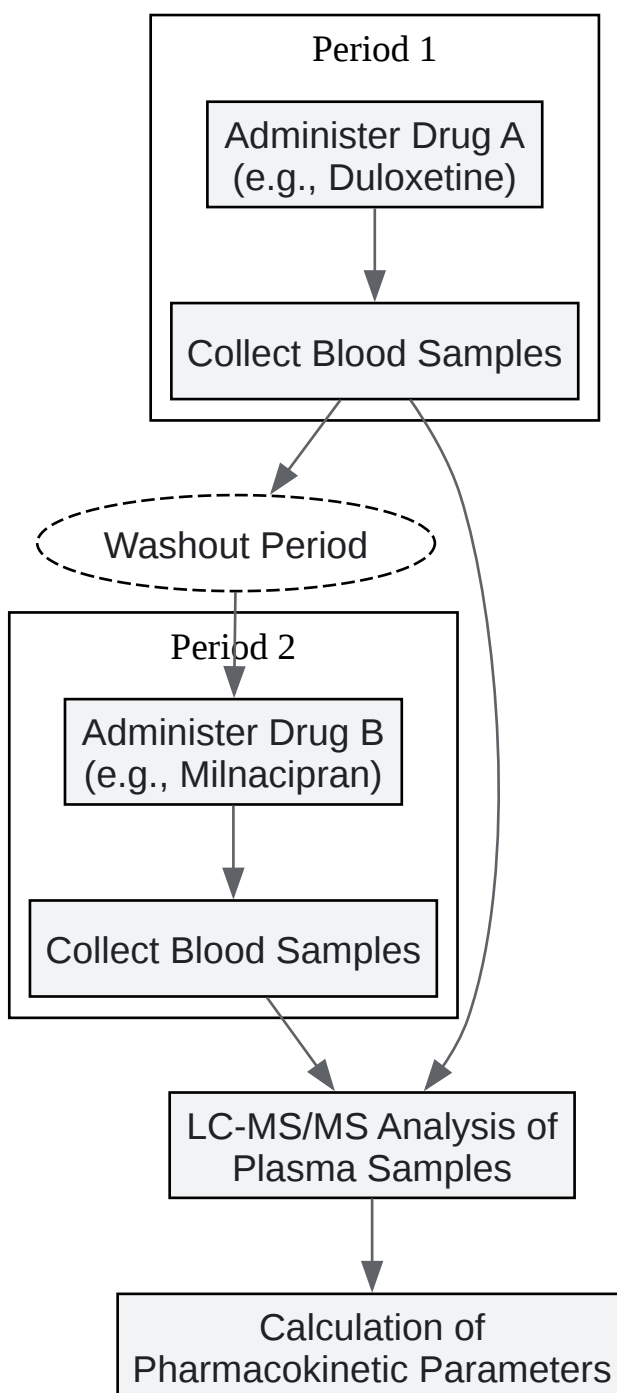 Period 1
Administer Drug A
(e.g., Duloxetine)
Collect Blood Samples
Washout Period
Period 2
Administer Drug B
(e.g., Milnacipran)
Collect Blood Samples
LC-MS/MS Analysis of
Plasma Samples
Calculation of
Pharmacokinetic Parameters